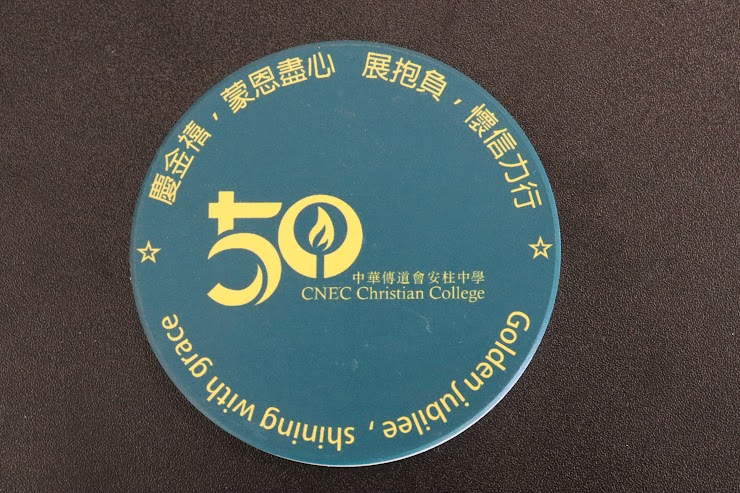 慶金禧，蒙恩盡心 展抱負，懷信力行
50
中華傳道會安柱中學
CNEC Christian College
Golden jubilee, shining with grace